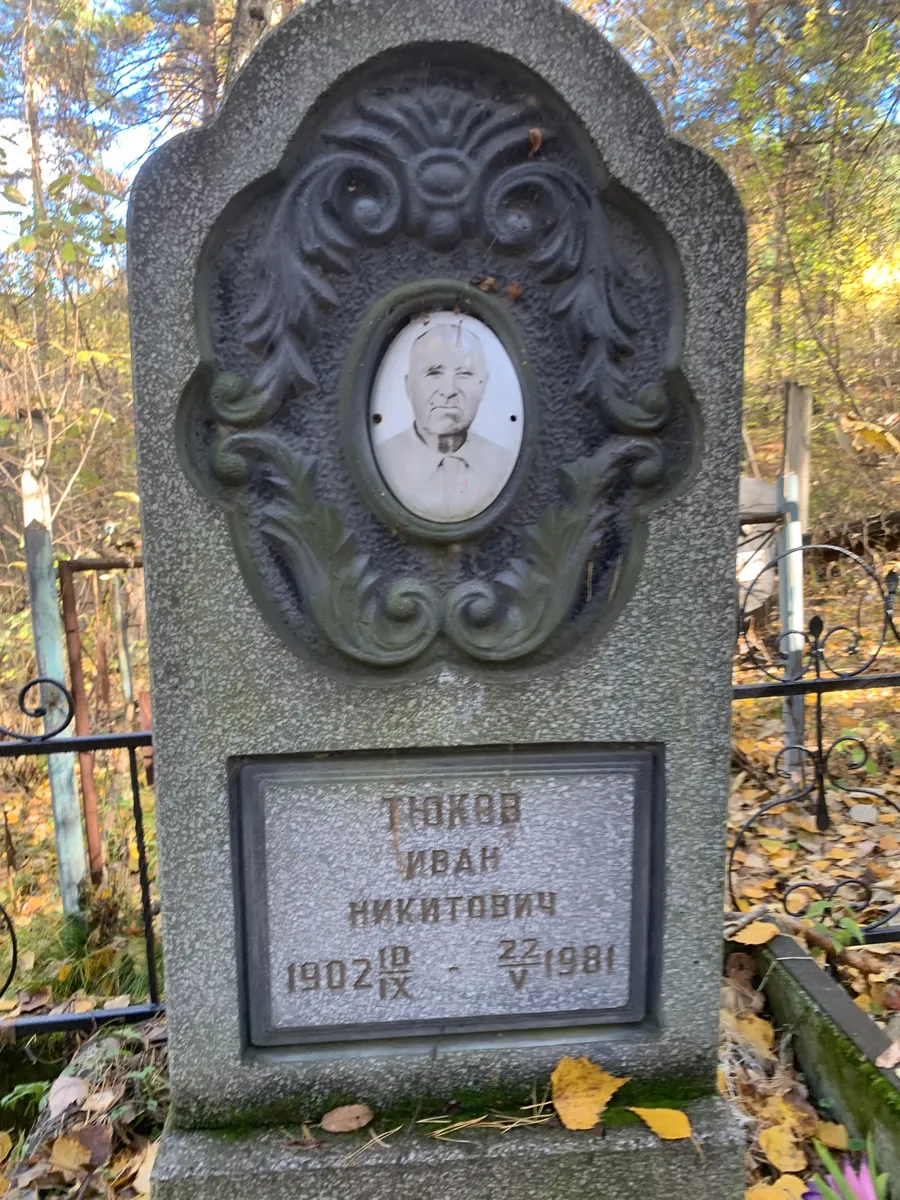 ТЮКОВ
ИВАН
НИКИТОВИЧ
1902 10/IX - 22/V 1981